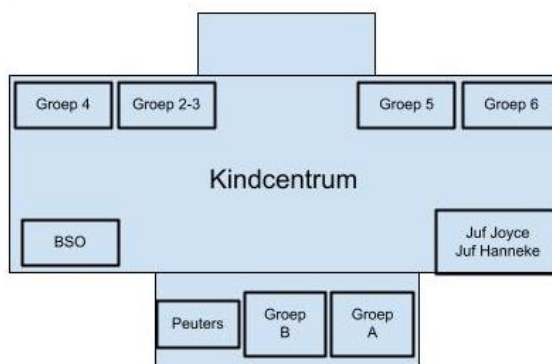 Groep 4
Groep 2-3
Groep 5
Groep 6
Kindcentrum
BSO
Juf Joyce
Juf Hanneke
Peuters
Groep
B
Groep
A